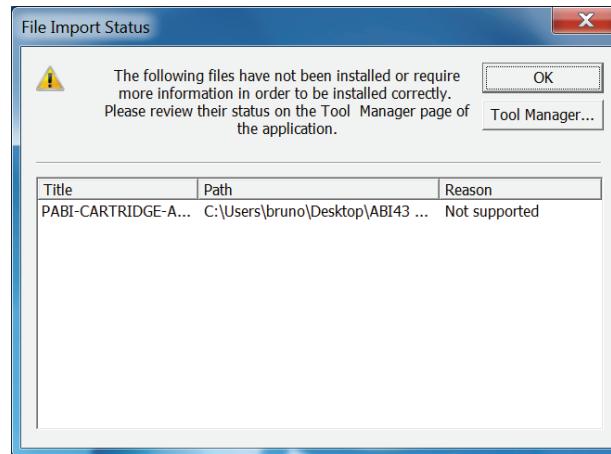 File Import Status
The following files have not been installed or require
more information in order to be installed correctly.
Please review their status on the Tool  Manager page of
the application.
OK
Tool Manager...
Title Path Reason
PABI-CARTRIDGE-A... C:\Users\bruno\Desktop\ABI43 ... Not supported